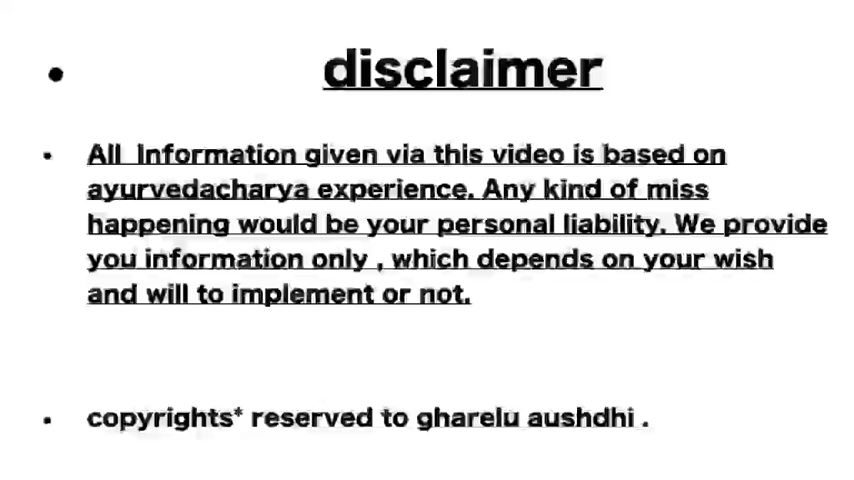 • disclaimer
• All Information given via this video is based on
ayurvedacharya experience. Any kind of miss
happening would be your personal liability. We provide
you information only , which depends on your wish
and will to implement or not.
• copyrights* reserved to gharelu aushdhi .